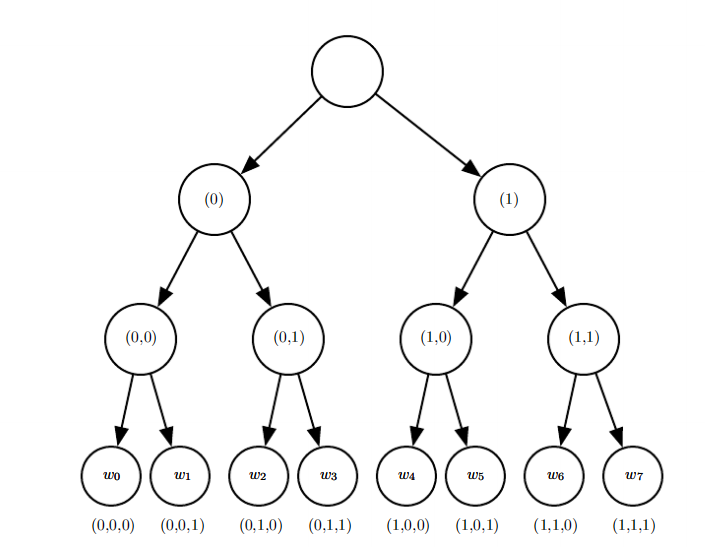 (0) (1)
(0,0) (0,1) (1,0) (1,1)
w0 w1 w2 w3 w4 w5 w6 w7
(0,0,0) (0,0,1) (0,1,0) (0,1,1) (1,0,0) (1,0,1) (1,1,0) (1,1,1)